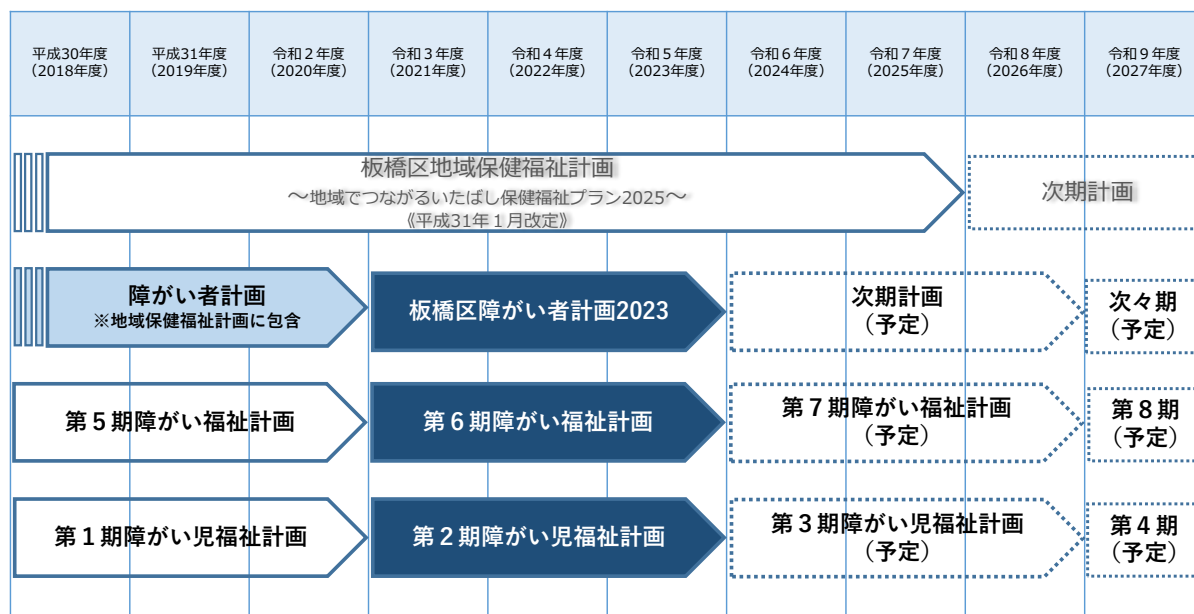 平成30年度
(2018年度)
平成31年度
(2019年度)
令和２年度
(2020年度)
令和３年度
(2021年度)
令和４年度
(2022年度)
令和５年度
(2023年度)
令和６年度
(2024年度)
令和７年度
(2025年度)
令和８年度
(2026年度)
令和９年度
(2027年度)
板橋区地域保健福祉計画
～地域でつながるいたばし保健福祉プラン2025～
《平成31年１月改定》
次期計画
障がい者計画
※地域保健福祉計画に包含
板橋区障がい者計画2023
次期計画
（予定）
次々期
（予定）
第５期障がい福祉計画
第６期障がい福祉計画
第７期障がい福祉計画
（予定）
第８期
（予定）
第１期障がい児福祉計画
第２期障がい児福祉計画
第３期障がい児福祉計画
（予定）
第４期
（予定）